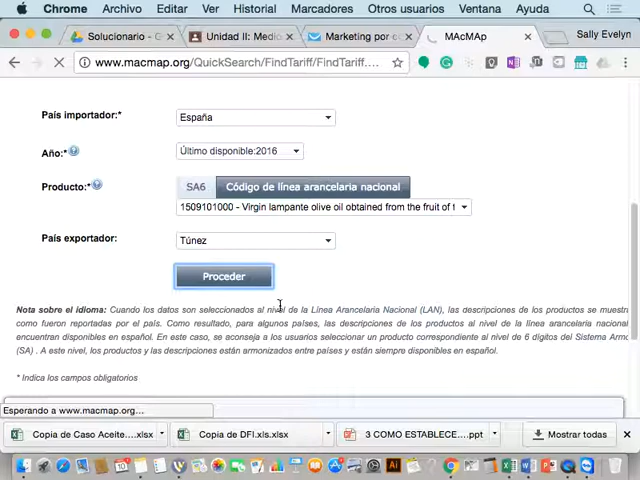 Chrome Archivo Editar Ver Historial Marcadores Otros usuarios Ventana Ayuda
Solucionario - G Unidad II: Medio Marketing por co MAcMAp Sally Evelyn
www.macmap.org/QuickSearch/FindTariff/FindTariff....
País importador:* España
Año:* Último disponible:2016
Producto:* SA6 Código de línea arancelaria nacional
1509101000 - Virgin lampante olive oil obtained from the fruit of t
País exportador: Túnez
Proceder
Nota sobre el idioma: Cuando los datos son seleccionados al nivel de la Línea Arancelaria Nacional (LAN), las descripciones de los productos se muestr
como fueron reportadas por el país. Como resultado, para algunos países, las descripciones de los productos al nivel de la línea arancelaria nacional
encuentran disponibles en español. En este caso, se aconseja a los usuarios seleccionar un producto correspondiente al nivel de 6 dígitos del Sistema Armo
(SA) . A este nivel, los productos y las descripciones están armonizados entre países y están siempre disponibles en español.
* Indica los campos obligatorios
Esperando a www.macmap.org...
Copia de Caso Aceite....xlsx Copia de DFI.xls.xlsx 3 COMO ESTABLECE....ppt Mostrar todas